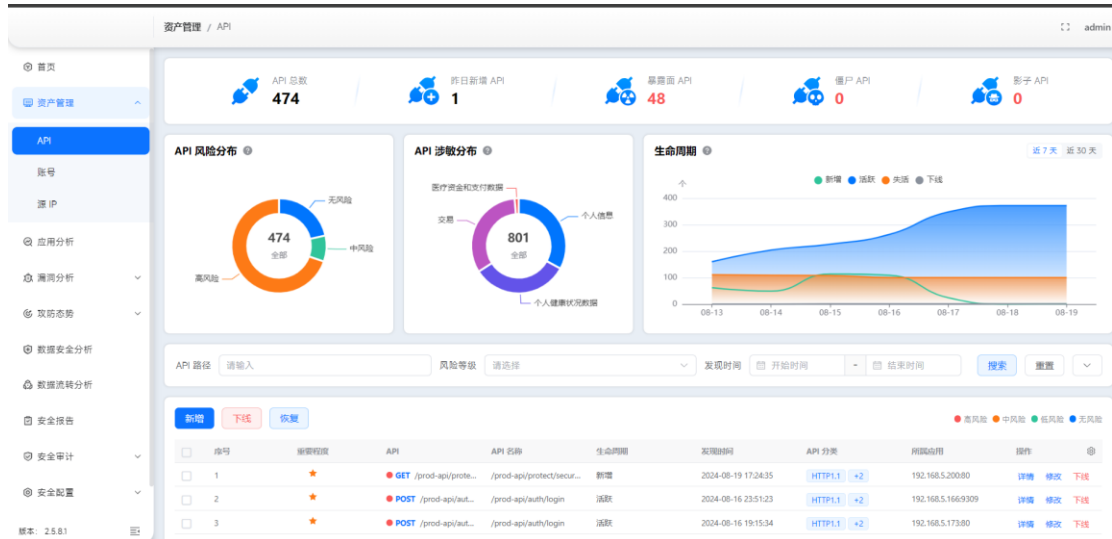 资产管理 / API
admin
首页
资产管理
API
账号
源 IP
应用分析
漏洞分析
攻防态势
数据安全分析
数据流转分析
安全报告
安全审计
安全配置
版本: 2.5.8.1
API 总数
474
昨日新增 API
1
暴露面 API
48
僵尸 API
0
影子 API
0
API 风险分布
无风险
中风险
高风险
474
全部
API 涉敏分布
医疗资金和支付数据
个人信息
交易
个人健康状况数据
801
全部
生命周期
近 7 天 近 30 天
新增 活跃 失活 下线
个
400
300
200
100
0
08-13 08-14 08-15 08-16 08-17 08-18 08-19
API 路径 请输入 风险等级 请选择 发现时间 开始时间 - 结束时间 搜索 重置
新增 下线 恢复
高风险 中风险 低风险 无风险
序号 重要程度 API API 名称 生命周期 发现时间 API 分类 所属应用 操作
1 GET /prod-api/prote... /prod-api/protect/secur... 新增 2024-08-19 17:24:35 HTTP1.1 +2 192.168.5.200:80 详情 修改 下线
2 POST /prod-api/aut... /prod-api/auth/login 活跃 2024-08-16 23:51:23 HTTP1.1 +2 192.168.5.166:9309 详情 修改 下线
3 POST /prod-api/aut... /prod-api/auth/login 活跃 2024-08-16 19:15:34 HTTP1.1 +2 192.168.5.173:80 详情 修改 下线